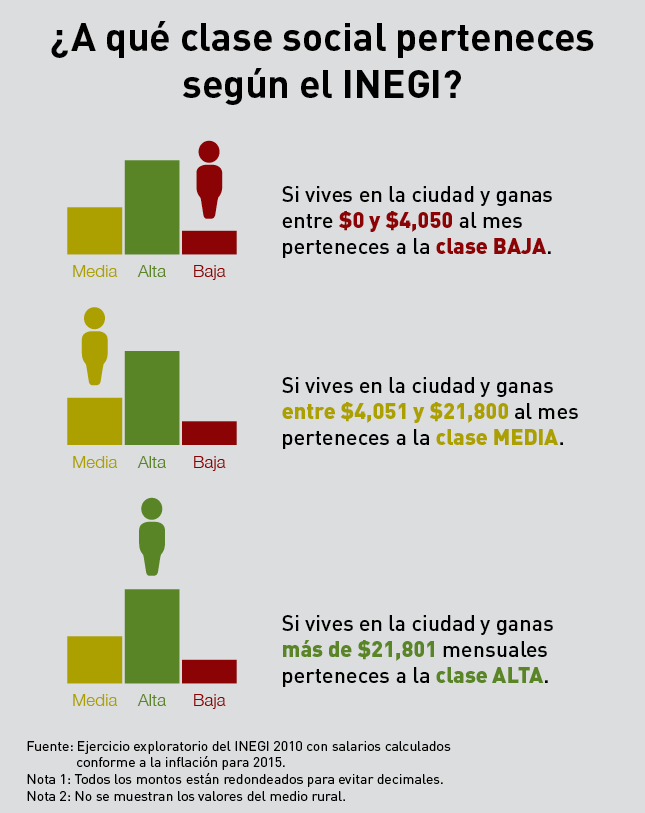 ¿A qué clase social perteneces
según el INEGI?
Si vives en la ciudad y ganas
entre $0 y $4,050 al mes
perteneces a la clase BAJA.
Media Alta Baja
Si vives en la ciudad y ganas
entre $4,051 y $21,800 al mes
perteneces a la clase MEDIA.
Media Alta Baja
Si vives en la ciudad y ganas
más de $21,801 mensuales
perteneces a la clase ALTA.
Media Alta Baja
Fuente: Ejercicio exploratorio del INEGI 2010 con salarios calculados
conforme a la inflación para 2015.
Nota 1: Todos los montos están redondeados para evitar decimales.
Nota 2: No se muestran los valores del medio rural.